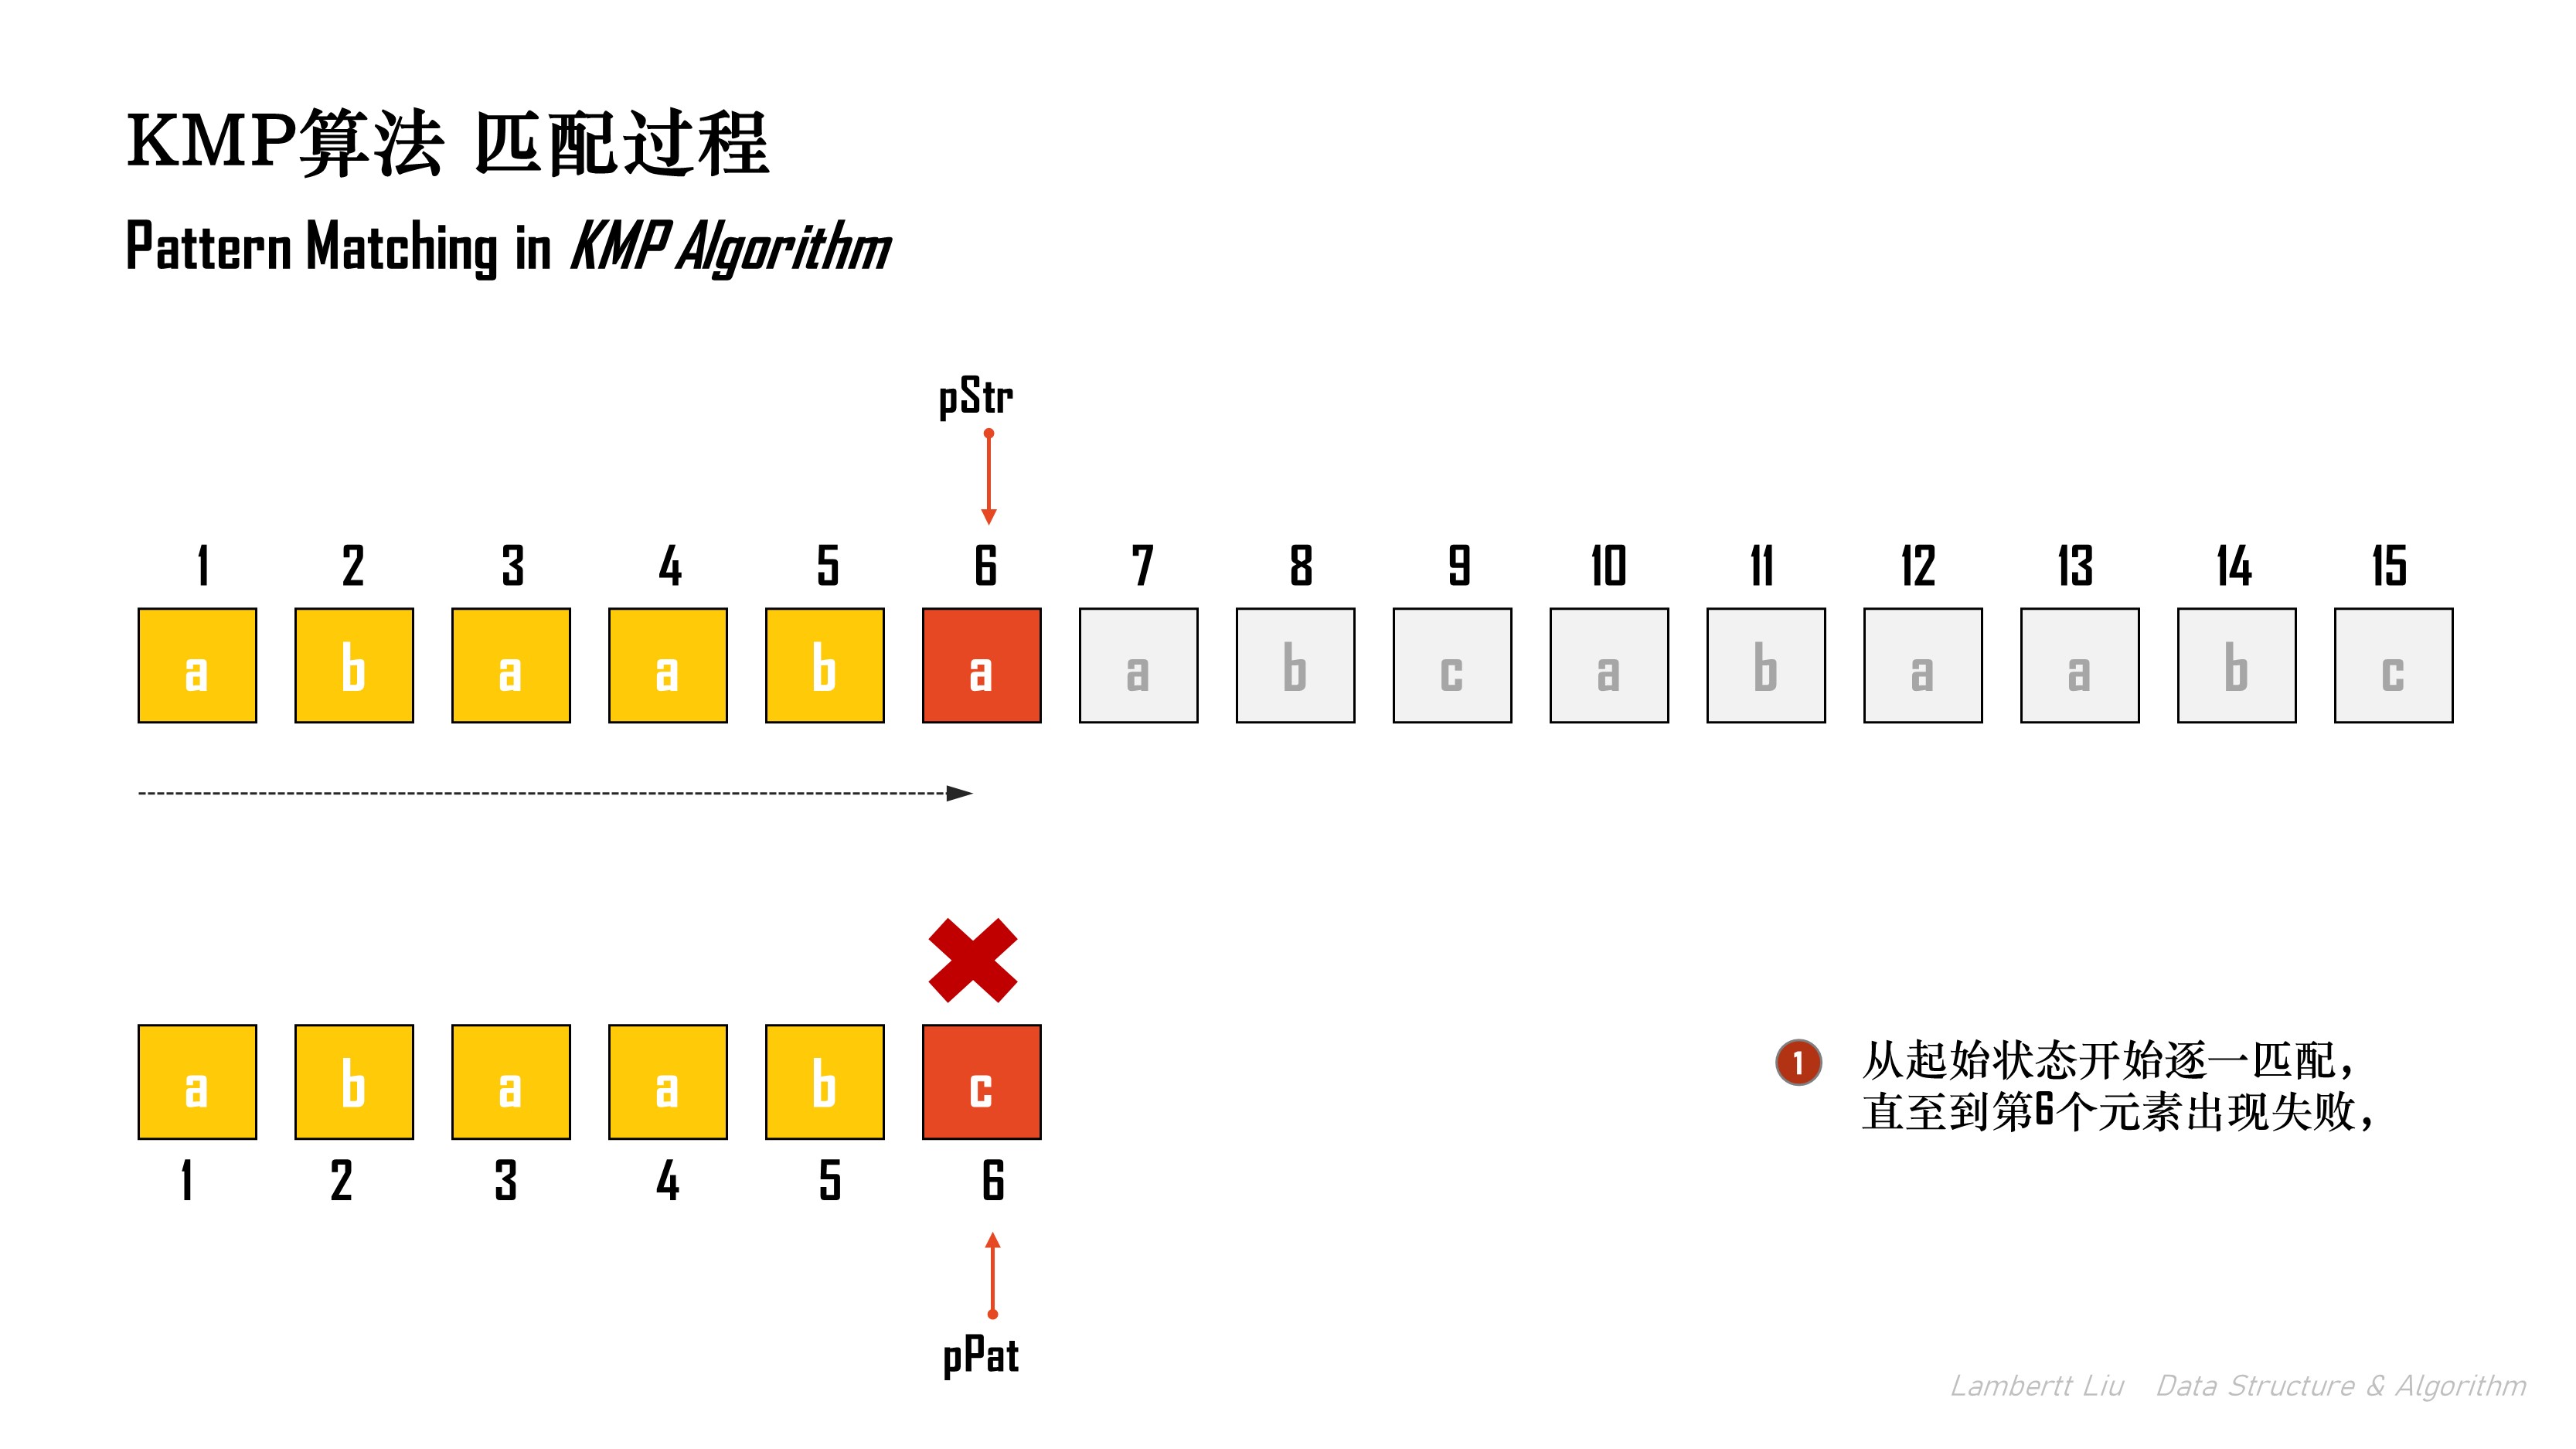 KMP算法 匹配过程
Pattern Matching in KMP Algorithm
pStr
1 2 3 4 5 6 7 8 9 10 11 12 13 14 15
a b a a b a a b c a b a a b c
a b a a b c
1 2 3 4 5 6
pPat
1 从起始状态开始逐一匹配，
直至到第6个元素出现失败，
Lambertt Liu Data Structure & Algorithm